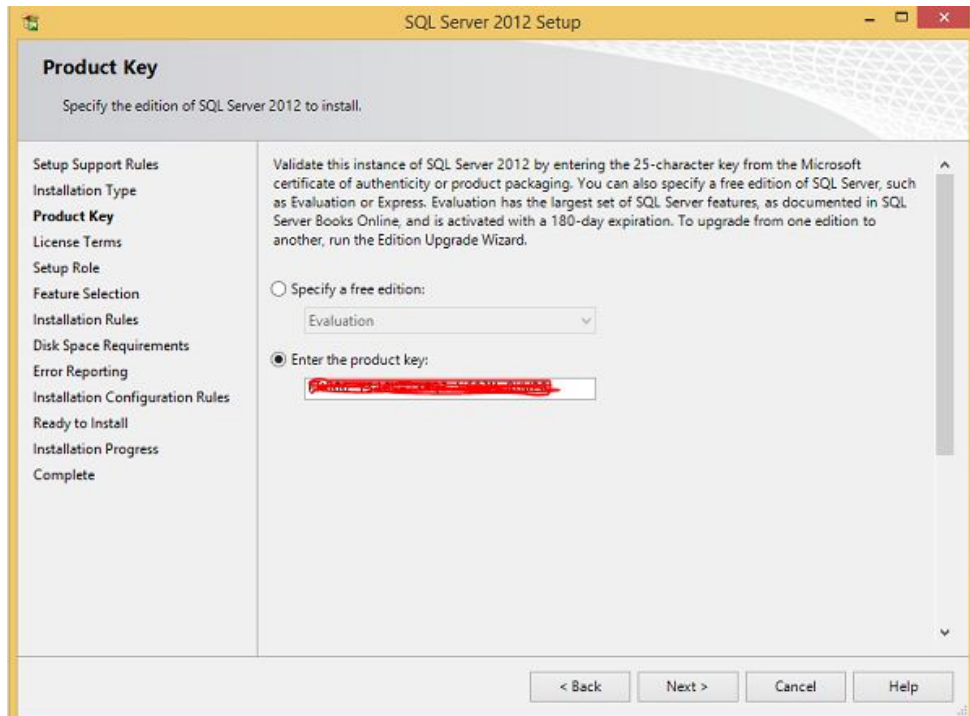 SQL Server 2012 Setup
Product Key
Specify the edition of SQL Server 2012 to install.
Setup Support Rules
Installation Type
Product Key
License Terms
Setup Role
Feature Selection
Installation Rules
Disk Space Requirements
Error Reporting
Installation Configuration Rules
Ready to Install
Installation Progress
Complete
Validate this instance of SQL Server 2012 by entering the 25-character key from the Microsoft
certificate of authenticity or product packaging. You can also specify a free edition of SQL Server, such
as Evaluation or Express. Evaluation has the largest set of SQL Server features, as documented in SQL
Server Books Online, and is activated with a 180-day expiration. To upgrade from one edition to
another, run the Edition Upgrade Wizard.
Specify a free edition:
Evaluation
Enter the product key:
< Back Next > Cancel Help